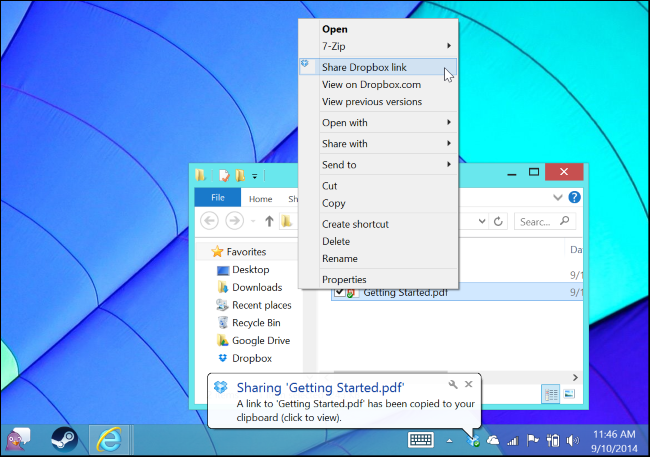 Open
7-Zip
Share Dropbox link
View on Dropbox.com
View previous versions
Open with
Share with
Send to
Cut
Copy
Create shortcut
Delete
Rename
Properties
File
Home
Sh
Searc...
Favorites
Desktop
Downloads
Recent places
Recycle Bin
Google Drive
Dropbox
Da
9/1
Getting Started.pdf
9/1
Sharing 'Getting Started.pdf'
A link to 'Getting Started.pdf' has been copied to your
clipboard (click to view).
11:46 AM
9/10/2014